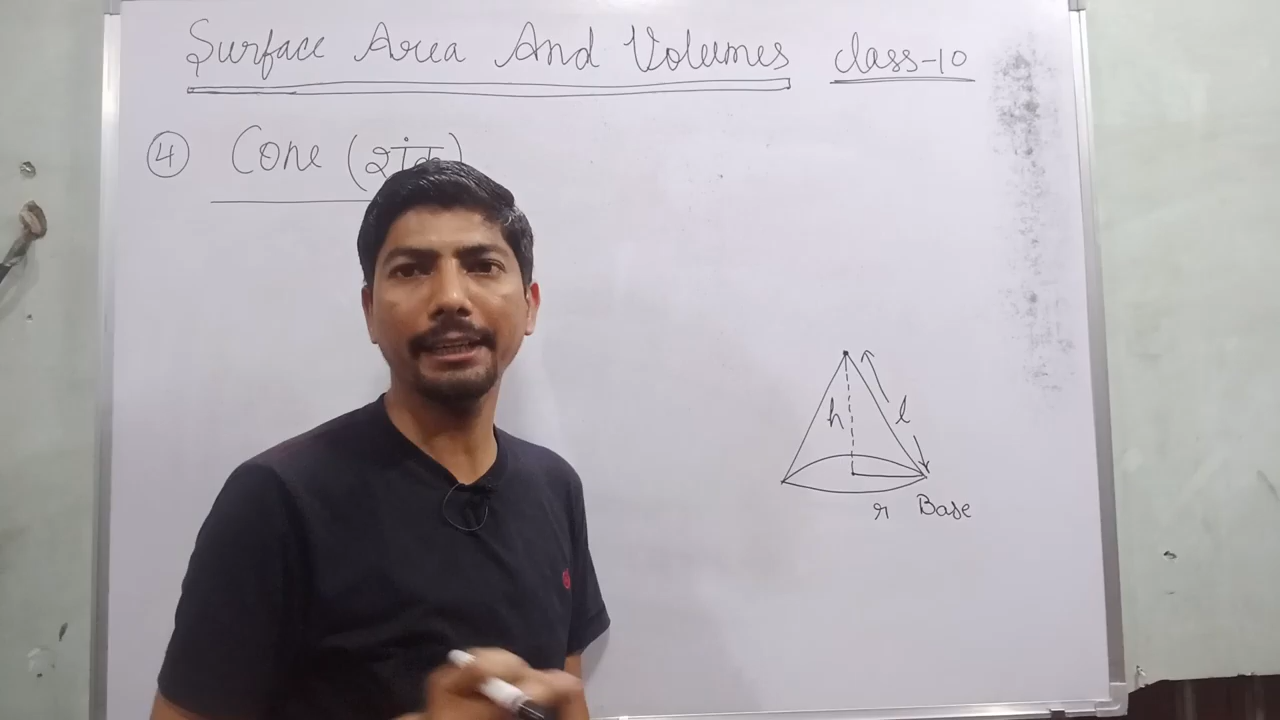 Surface Area And Volumes Class-10
④ Cone (शंकु)
h
l
r Base